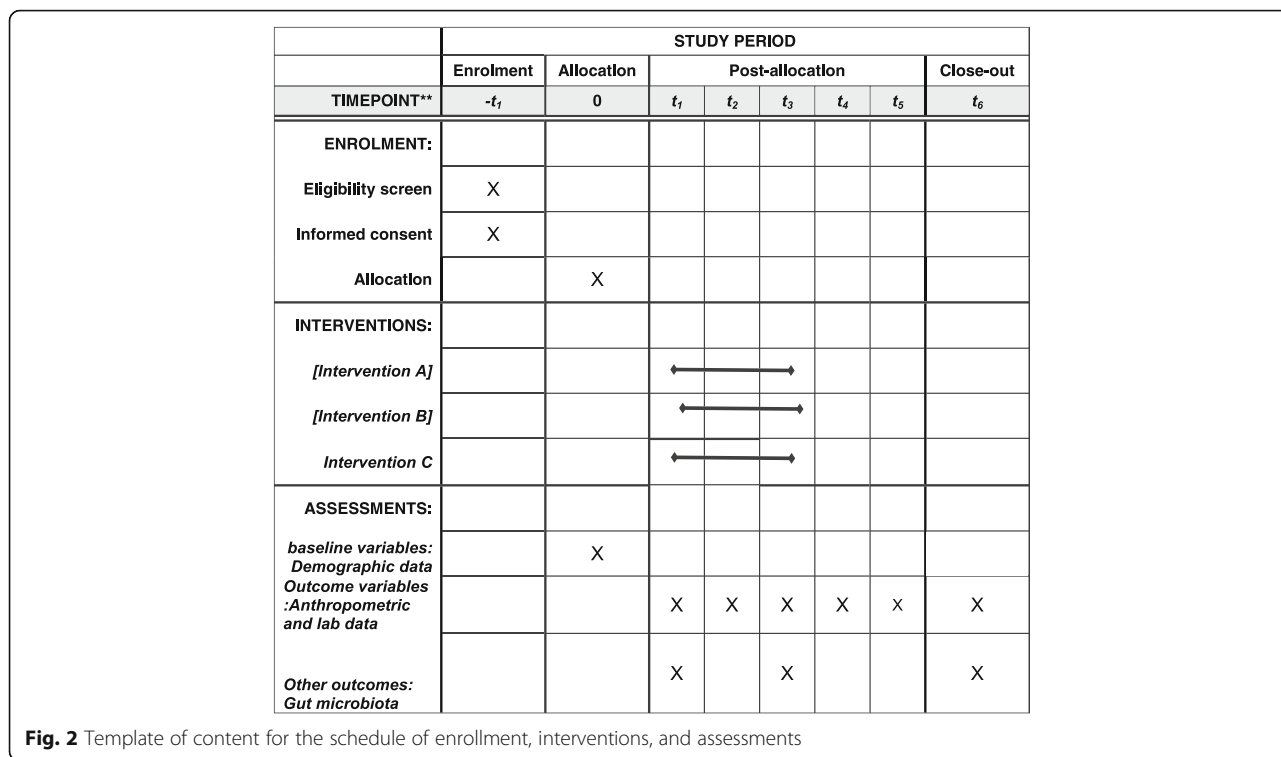 STUDY PERIOD
Enrolment Allocation Post-allocation Close-out
TIMEPOINT** -t1 0 t1 t2 t3 t4 t5 t6
ENROLMENT:
Eligibility screen X
Informed consent X
Allocation X
INTERVENTIONS:
[Intervention A]
[Intervention B]
Intervention C
ASSESSMENTS:
baseline variables:
Demographic data X
Outcome variables
:Anthropometric
and lab data X X X X X X
Other outcomes:
Gut microbiota X X X
Fig. 2 Template of content for the schedule of enrollment, interventions, and assessments